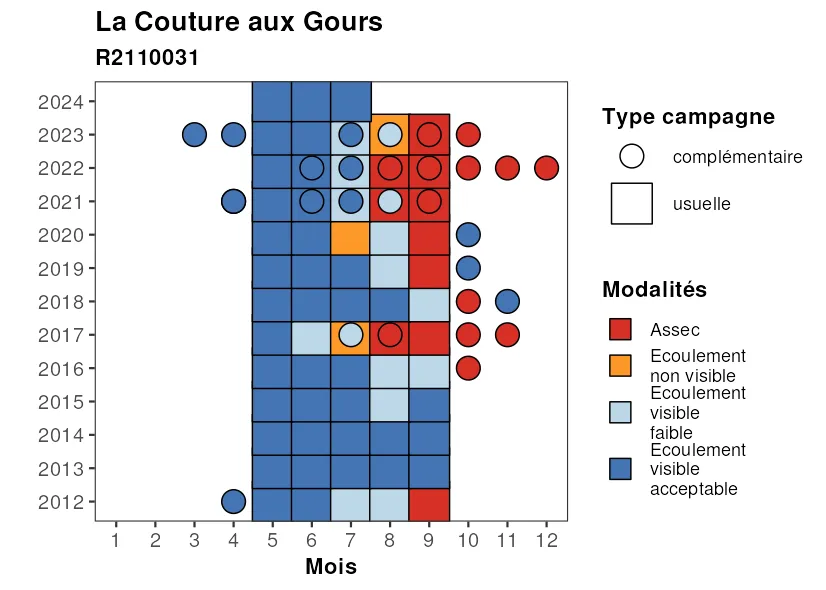 La Couture aux Gours
R2110031
2024
2023
2022
2021
2020
2019
2018
2017
2016
2015
2014
2013
2012
1 2 3 4 5 6 7 8 9 10 11 12
Mois
Type campagne
complémentaire
usuelle
Modalités
Assec
Ecoulement
non visible
Ecoulement
visible
faible
Ecoulement
visible
acceptable